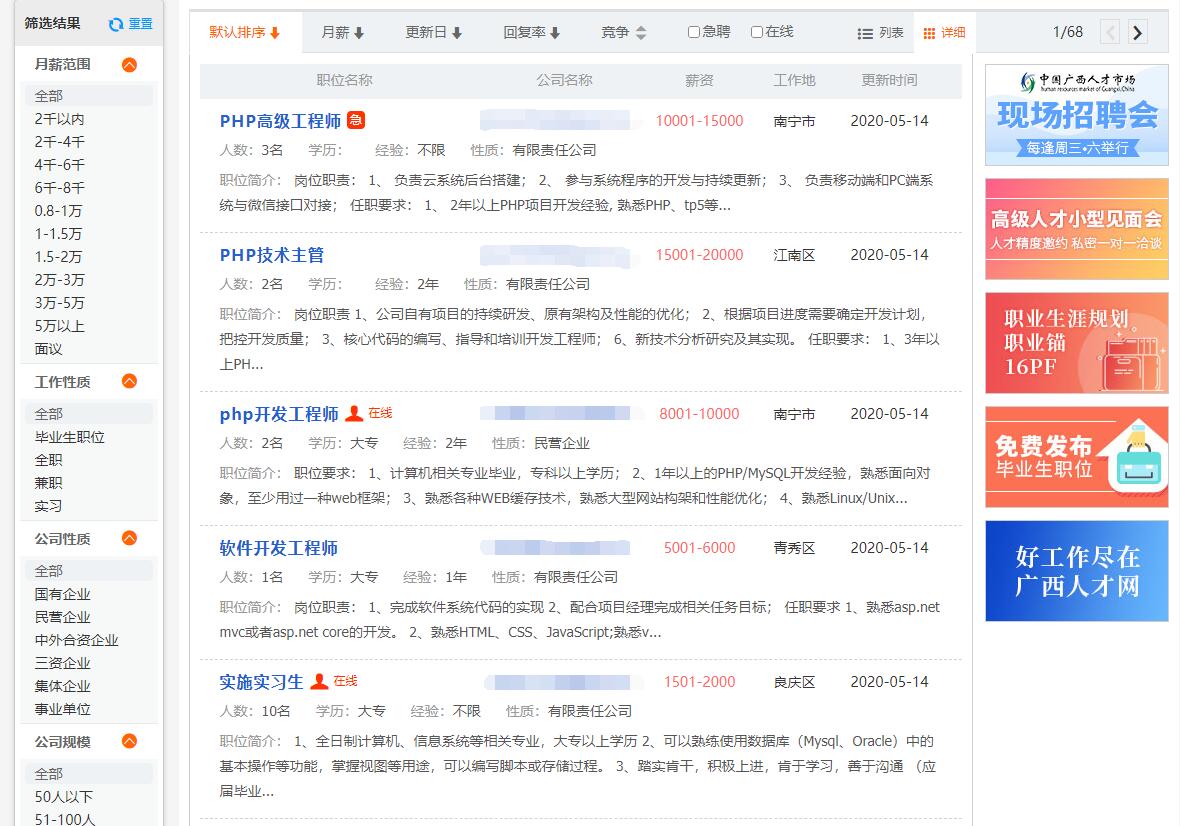 筛选结果
重置
月薪范围
全部
2千以内
2千-4千
4千-6千
6千-8千
0.8-1万
1-1.5万
1.5-2万
2万-3万
3万-5万
5万以上
面议
工作性质
全部
毕业生职位
全职
兼职
实习
公司性质
全部
国有企业
民营企业
中外合资企业
三资企业
集体企业
事业单位
公司规模
全部
50人以下
51-100人
默认排序 月薪 更新日 回复率 竞争 急聘 在线 列表 详细 1/68
职位名称 公司名称 薪资 工作地 更新时间
PHP高级工程师 急 10001-15000 南宁市 2020-05-14
人数：3名 学历： 经验：不限 性质：有限责任公司
职位简介： 岗位职责： 1、 负责云系统后台搭建； 2、 参与系统程序的开发与持续更新； 3、 负责移动端和PC端系
统与微信接口对接； 任职要求： 1、 2年以上PHP项目开发经验, 熟悉PHP、tp5等...
PHP技术主管 15001-20000 江南区 2020-05-14
人数：2名 学历： 经验：2年 性质：有限责任公司
职位简介： 岗位职责 1、公司自有项目的持续研发、原有架构及性能的优化； 2、根据项目进度需要确定开发计划，
把控开发质量； 3、核心代码的编写、指导和培训开发工程师； 6、新技术分析研究及其实现。 任职要求： 1、3年以
上PH...
php开发工程师 在线 8001-10000 南宁市 2020-05-14
人数：2名 学历：大专 经验：2年 性质：民营企业
职位简介： 职位要求： 1、计算机相关专业毕业，专科以上学历； 2、1年以上的PHP/MySQL开发经验，熟悉面向对
象，至少用过一种web框架； 3、熟悉各种WEB缓存技术，熟悉大型网站构架和性能优化； 4、熟悉Linux/Unix...
软件开发工程师 5001-6000 青秀区 2020-05-14
人数：1名 学历：大专 经验：1年 性质：有限责任公司
职位简介： 岗位职责： 1、完成软件系统代码的实现 2、配合项目经理完成相关任务目标； 任职要求 1、熟悉asp.net
mvc或者asp.net core的开发。 2、熟悉HTML、CSS、JavaScript;熟悉v...
实施实习生 在线 1501-2000 良庆区 2020-05-14
人数：10名 学历：大专 经验：不限 性质：有限责任公司
职位简介： 1、全日制计算机、信息系统等相关专业，大专以上学历 2、可以熟练使用数据库（Mysql、Oracle）中的
基本操作等功能，掌握视图等用途，可以编写脚本或存储过程。 3、踏实肯干，积极上进，肯于学习，善于沟通 （应
届毕业...
中国广西人才市场
human resources market of Guangxi,China
现场招聘会
每逢周三•六举行
高级人才小型见面会
人才精度邀约 私密一对一洽谈
职业生涯规划
职业锚
16PF
免费发布
毕业生职位
好工作尽在
广西人才网